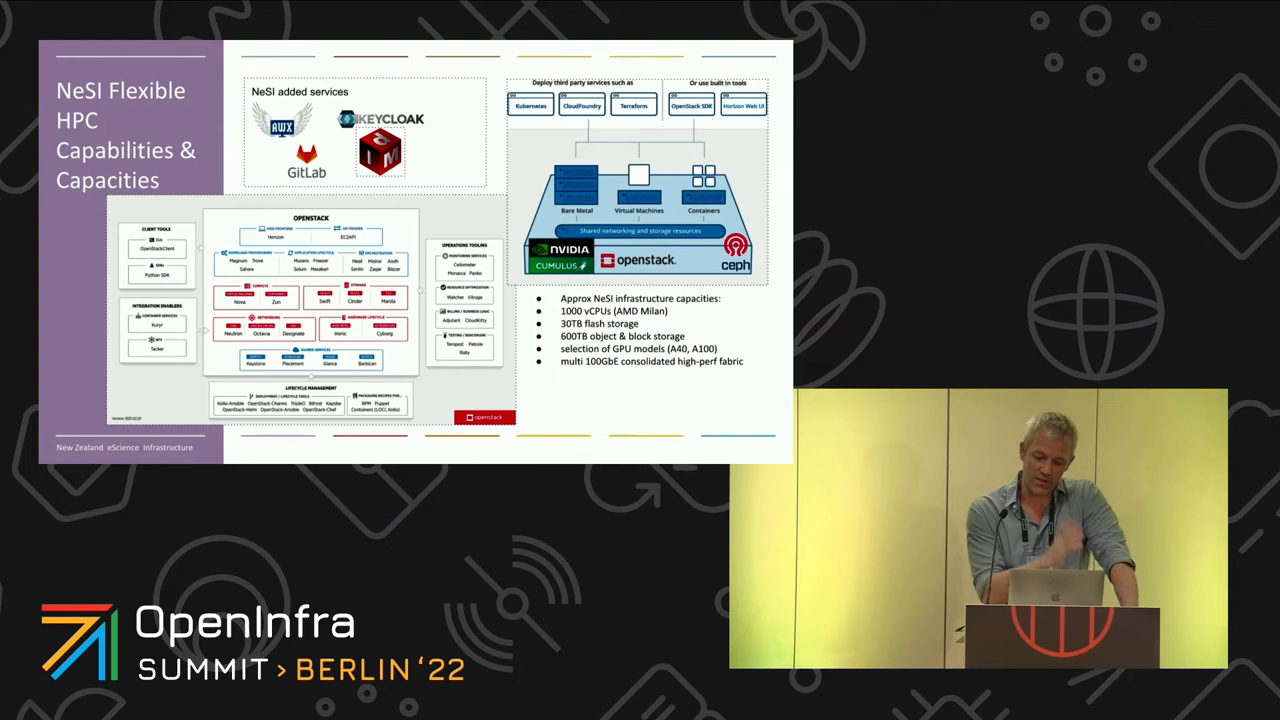 NeSI Flexible
HPC
Capabilities &
Capacities
New Zealand eScience Infrastructure
NeSI added services
AWX
KEYCLOAK
GitLab
Deploy third party services such as
Or use built in tools
Kubernetes
CloudFoundry
Terraform
OpenStack SDK
Horizon Web UI
Bare Metal
Virtual Machines
Containers
Shared networking and storage resources
NVIDIA
CUMULUS
openstack.
ceph
OPENSTACK
WEB FRONTEND
Horizon
API PROXIES
EC2API
WORKLOAD PROVISIONING
Magnum Trove
Sahara
APPLICATION LIFECYCLE
Murano Freezer
Solum Masakari
ORCHESTRATION
Heat Mistral Aodh
Senlin Zaqar Blazar
COMPUTE
Nova
Zun
STORAGE
Swift
Cinder
Manila
NETWORKING
Neutron
Octavia
Designate
HARDWARE LIFECYCLE
Ironic
Cyborg
SHARED SERVICES
Keystone
Placement
Glance
Barbican
CLIENT TOOLS
OpenStackClient
Python SDK
INTEGRATION ENABLERS
CONTAINER SERVICES
Kuryr
NFV
Tacker
OPERATIONS TOOLING
MONITORING SERVICES
Ceilometer
Monasca Panko
RESOURCE OPTIMIZATION
Watcher Vitrage
BILLING / BUSINESS LOGIC
Adjutant CloudKitty
TESTING / BENCHMARK
Tempest Patrole
Rally
LIFECYCLE MANAGEMENT
DEPLOYMENT / LIFECYCLE TOOLS
Kolla-Ansible OpenStack-Charms TripleO Bifrost Kayobe
OpenStack-Helm OpenStack-Ansible OpenStack-Chef
PACKAGING RECIPES FOR...
RPM Puppet
Containers (LOCI, Kolla)
openstack
● Approx NeSI infrastructure capacities:
● 1000 vCPUs (AMD Milan)
● 30TB flash storage
● 600TB object & block storage
● selection of GPU models (A40, A100)
● multi 100GbE consolidated high-perf fabric
OpenInfra
SUMMIT > BERLIN ‘22